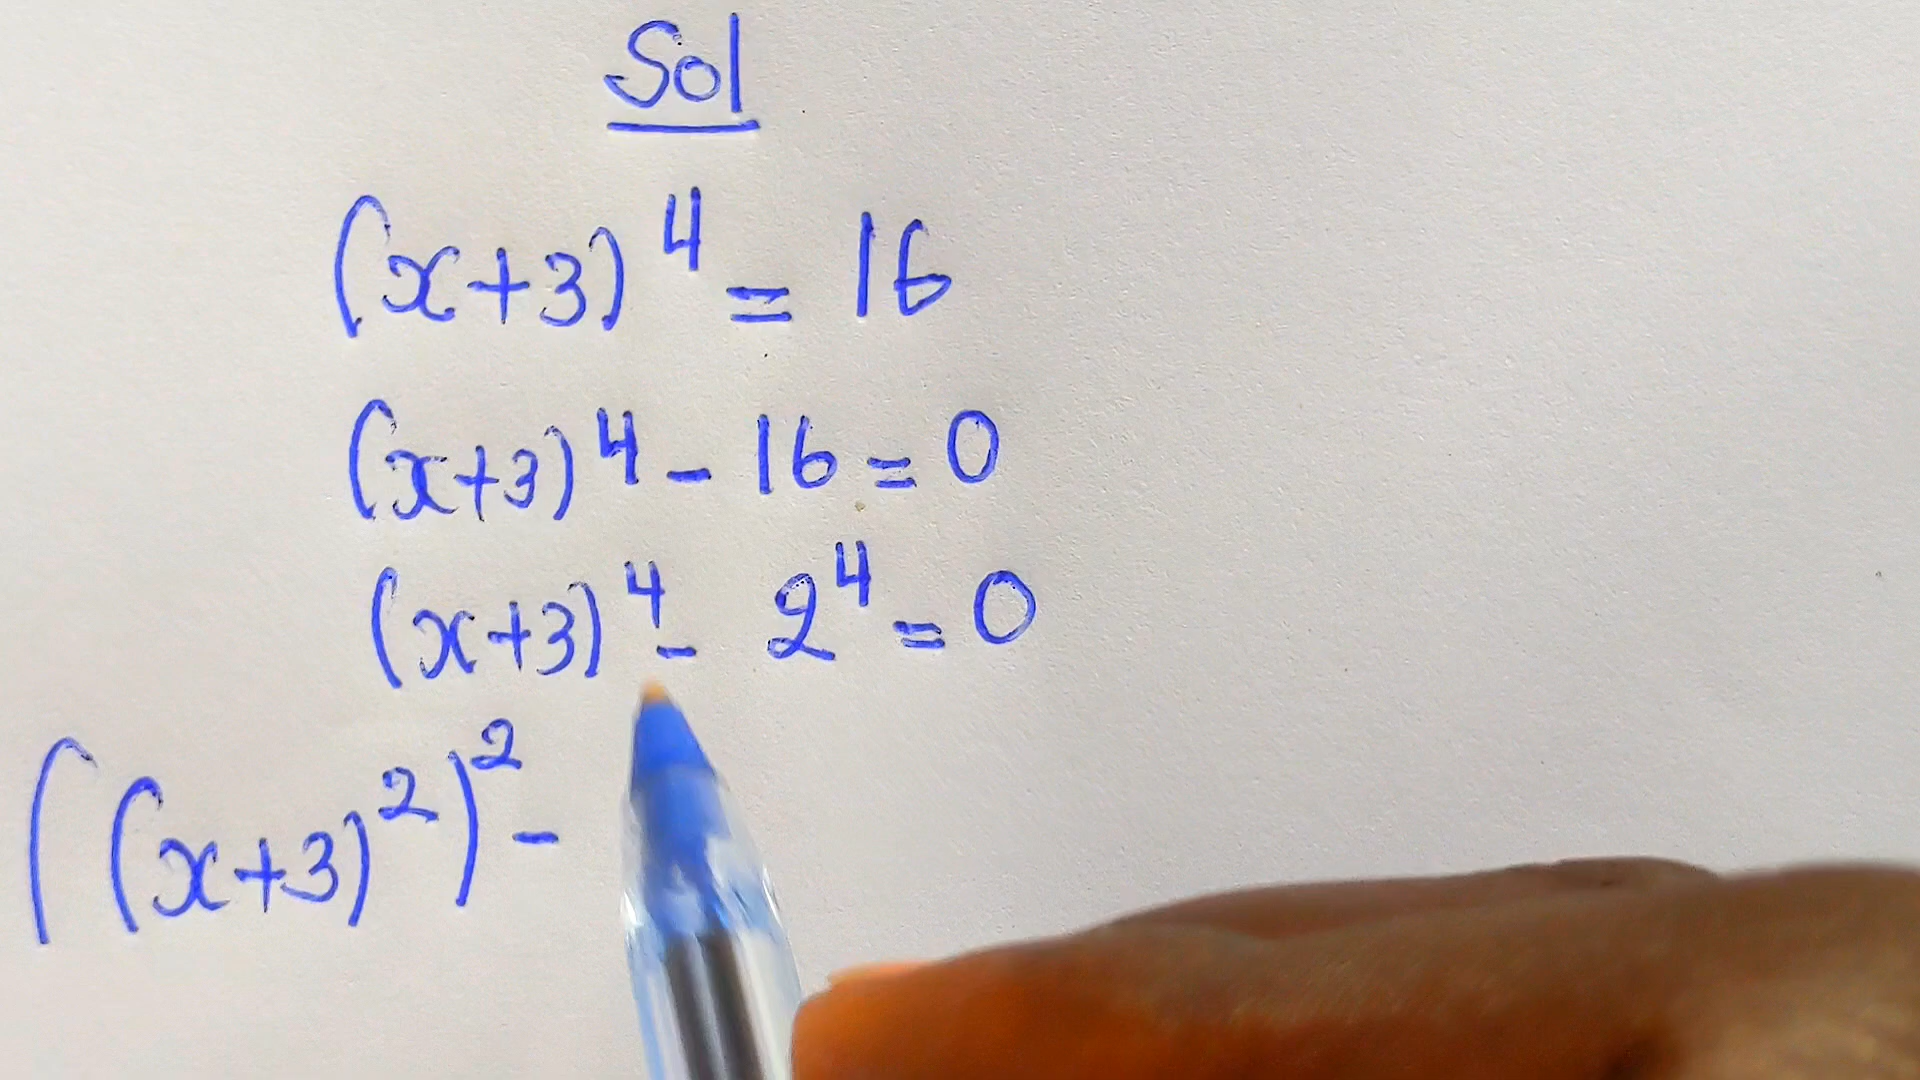 Sol
(x+3)⁴ = 16
(x+3)⁴ - 16 = 0
(x+3)⁴ - 2⁴ = 0
((x+3)²)² -